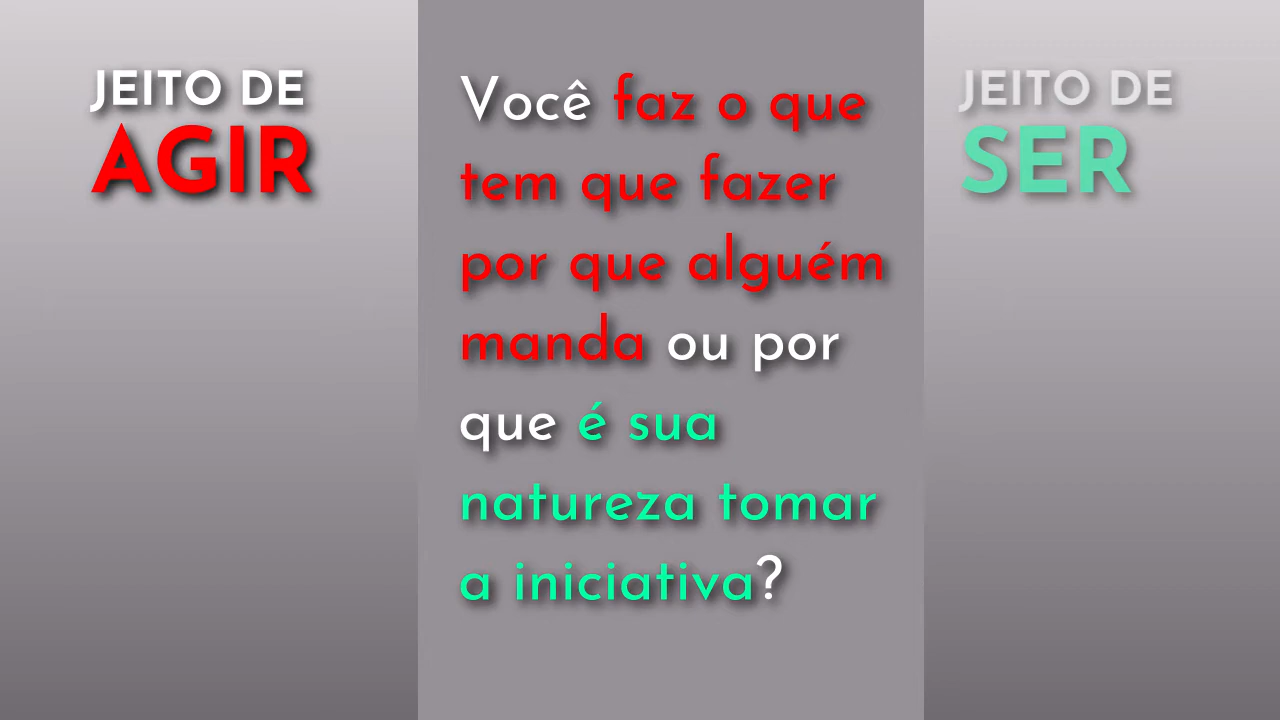 JEITO DE
AGIR
Você faz o que
tem que fazer
por que alguém
manda ou por
que é sua
natureza tomar
a iniciativa?
JEITO DE
SER